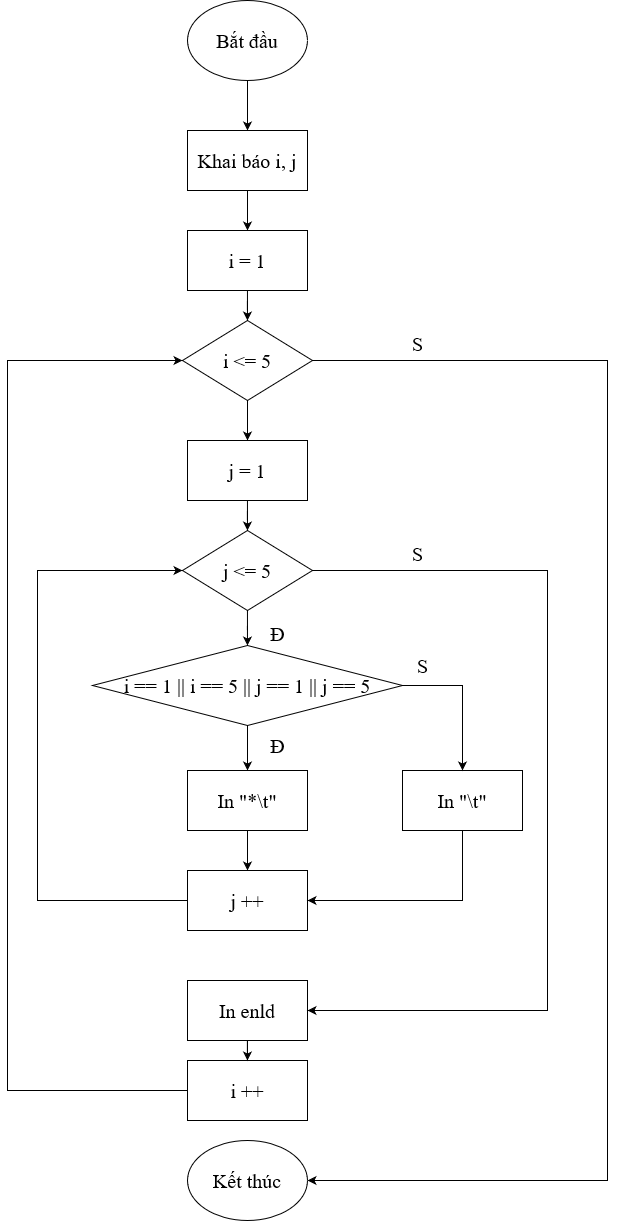 Bắt đầu
Khai báo i, j
i = 1
i <= 5
S
j = 1
j <= 5
S
Đ
i == 1 || i == 5 || j == 1 || j == 5
S
Đ
In "*\t"
In "\t"
j ++
In enld
i ++
Kết thúc